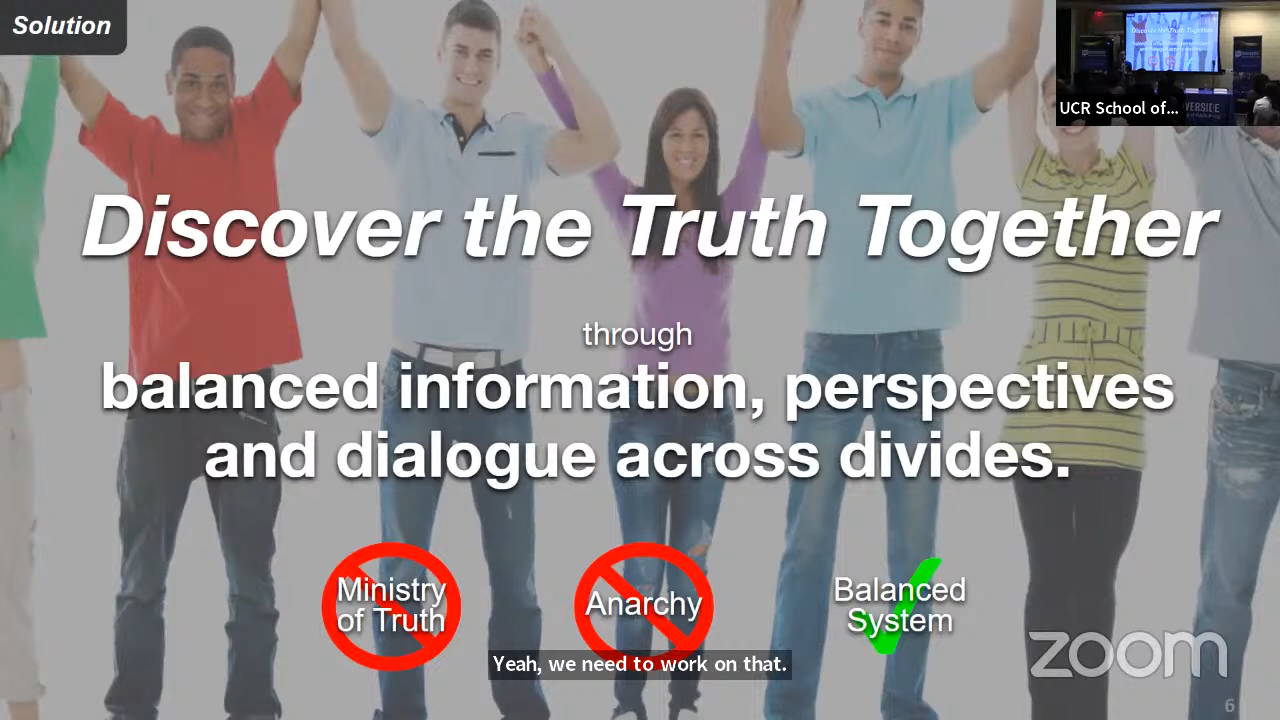 Solution
UCR School of...
Discover the Truth Together
through
balanced information, perspectives
and dialogue across divides.
Ministry
of Truth
Anarchy
Balanced
System
Yeah, we need to work on that.
zoom
6